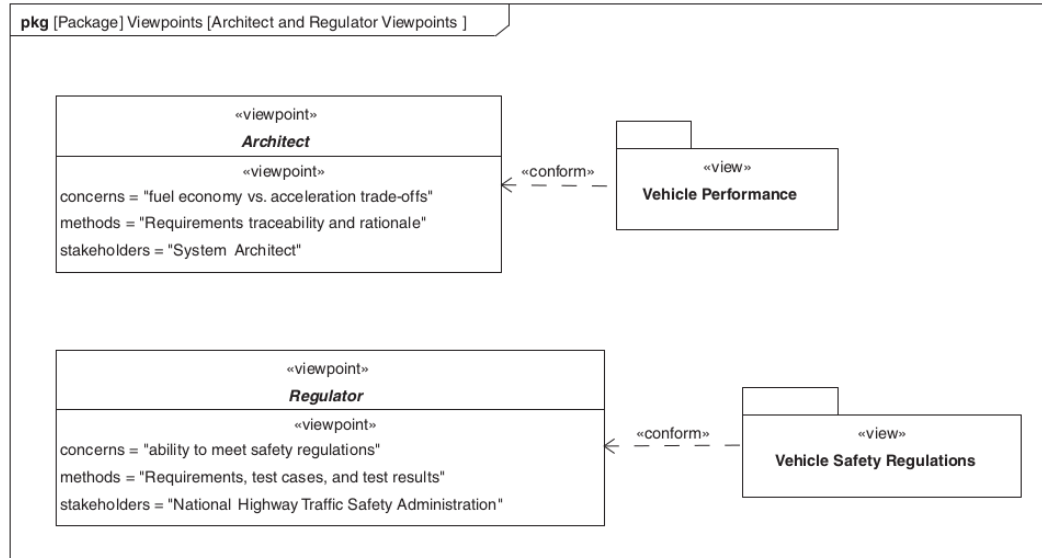 pkg [Package] Viewpoints [Architect and Regulator Viewpoints ]
«viewpoint»
Architect
«viewpoint»
concerns = "fuel economy vs. acceleration trade-offs"
methods = "Requirements traceability and rationale"
stakeholders = "System Architect"
«conform»
«view»
Vehicle Performance
«viewpoint»
Regulator
«viewpoint»
concerns = "ability to meet safety regulations"
methods = "Requirements, test cases, and test results"
stakeholders = "National Highway Traffic Safety Administration"
«conform»
«view»
Vehicle Safety Regulations